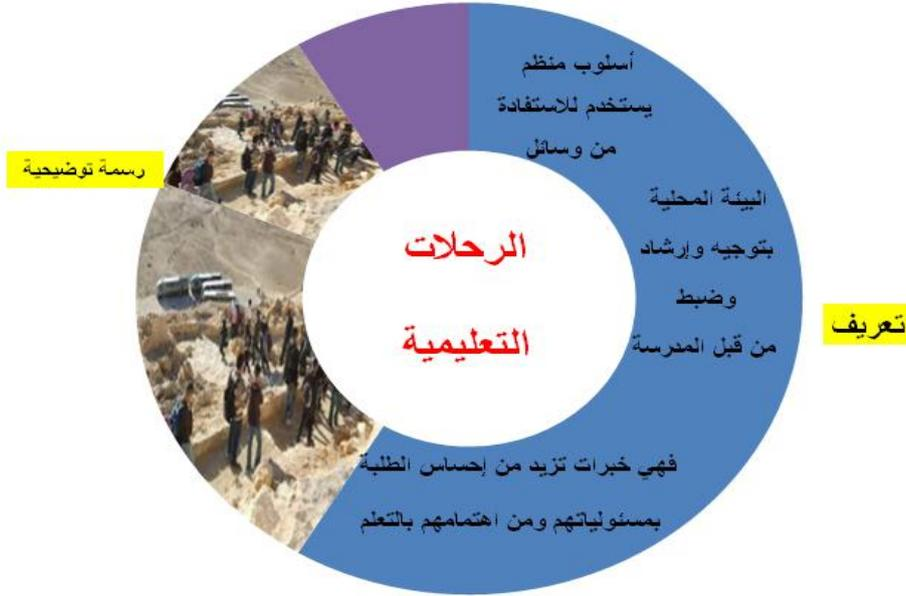 أسلوب منظم
يستخدم للاستفادة
من وسائل
البيئة المحلية
بتوجيه وإرشاد
وضبط
من قبل المدرسة
فهي خبرات تزيد من إحساس الطلبة
بمسئولياتهم ومن اهتمامهم بالتعلم
تعريف
الرحلات
التعليمية
رسمة توضيحية